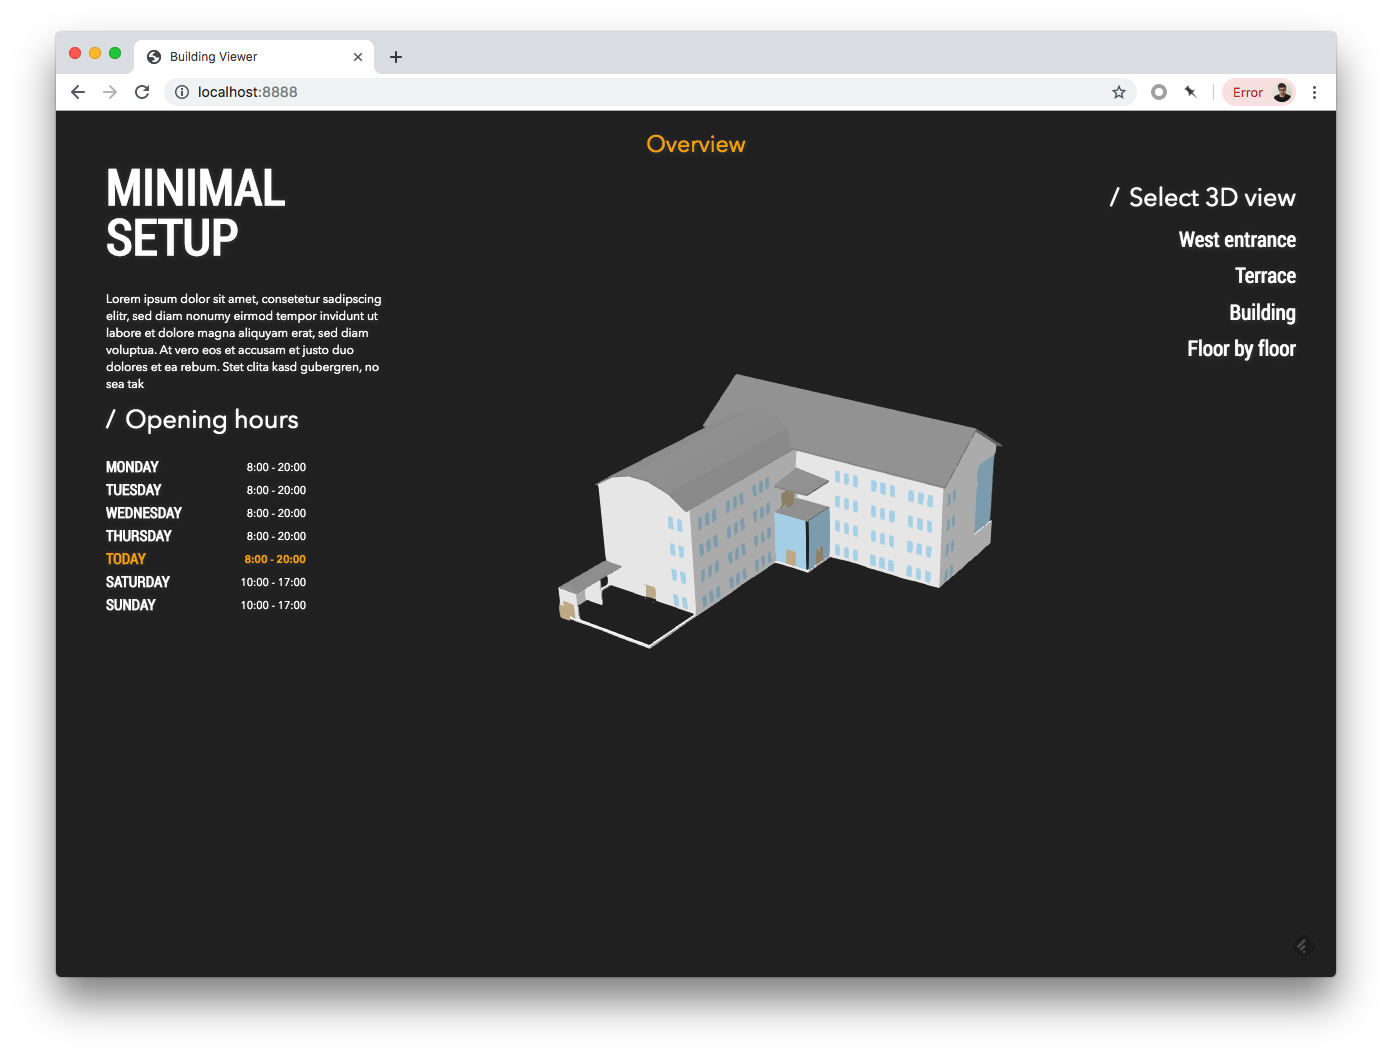 Building Viewer
localhost:8888
Error
Overview
MINIMAL
SETUP
Lorem ipsum dolor sit amet, consetetur sadipscing
elitr, sed diam nonumy eirmod tempor invidunt ut
labore et dolore magna aliquyam erat, sed diam
voluptua. At vero eos et accusam et justo duo
dolores et ea rebum. Stet clita kasd gubergren, no
sea tak
/ Opening hours
MONDAY 8:00 - 20:00
TUESDAY 8:00 - 20:00
WEDNESDAY 8:00 - 20:00
THURSDAY 8:00 - 20:00
TODAY 8:00 - 20:00
SATURDAY 10:00 - 17:00
SUNDAY 10:00 - 17:00
/ Select 3D view
West entrance
Terrace
Building
Floor by floor